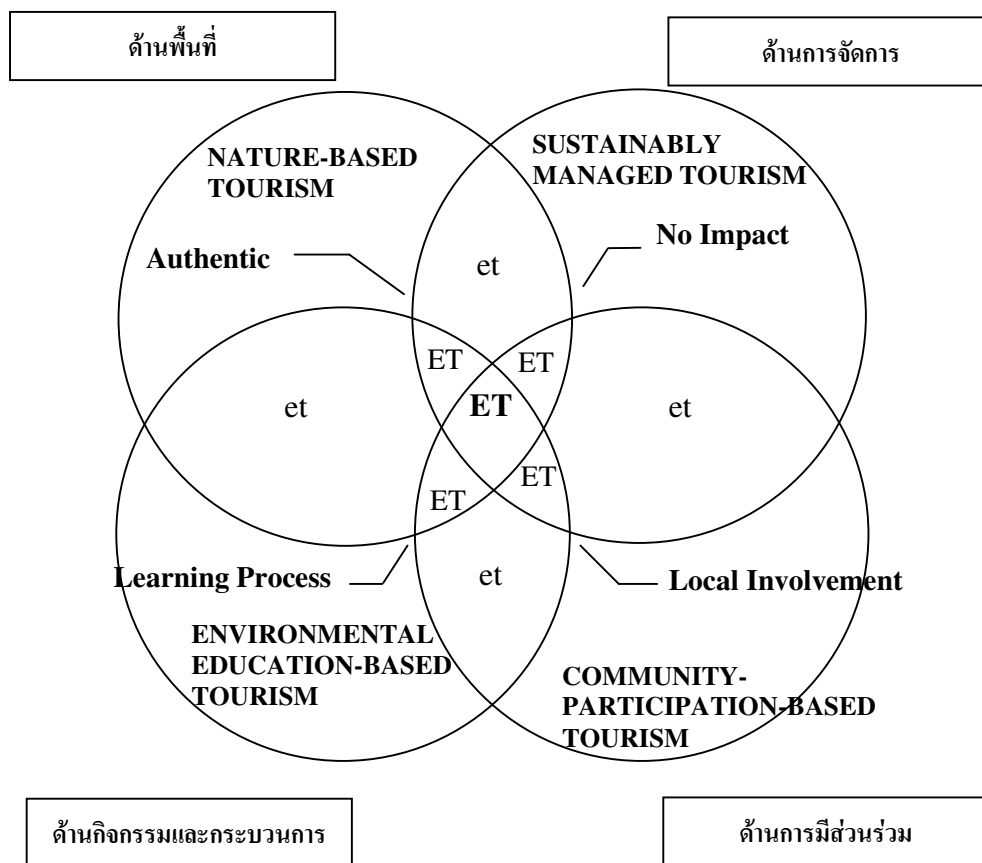 ด้านพื้นที่
ด้านการจัดการ
NATURE-BASED
TOURISM
SUSTAINABLY
MANAGED TOURISM
Authentic
No Impact
et
ET
ET
et
ET
et
ET
ET
Learning Process
et
Local Involvement
ENVIRONMENTAL
EDUCATION-BASED
TOURISM
COMMUNITY-
PARTICIPATION-BASED
TOURISM
ด้านกิจกรรมและกระบวนการ
ด้านการมีส่วนร่วม